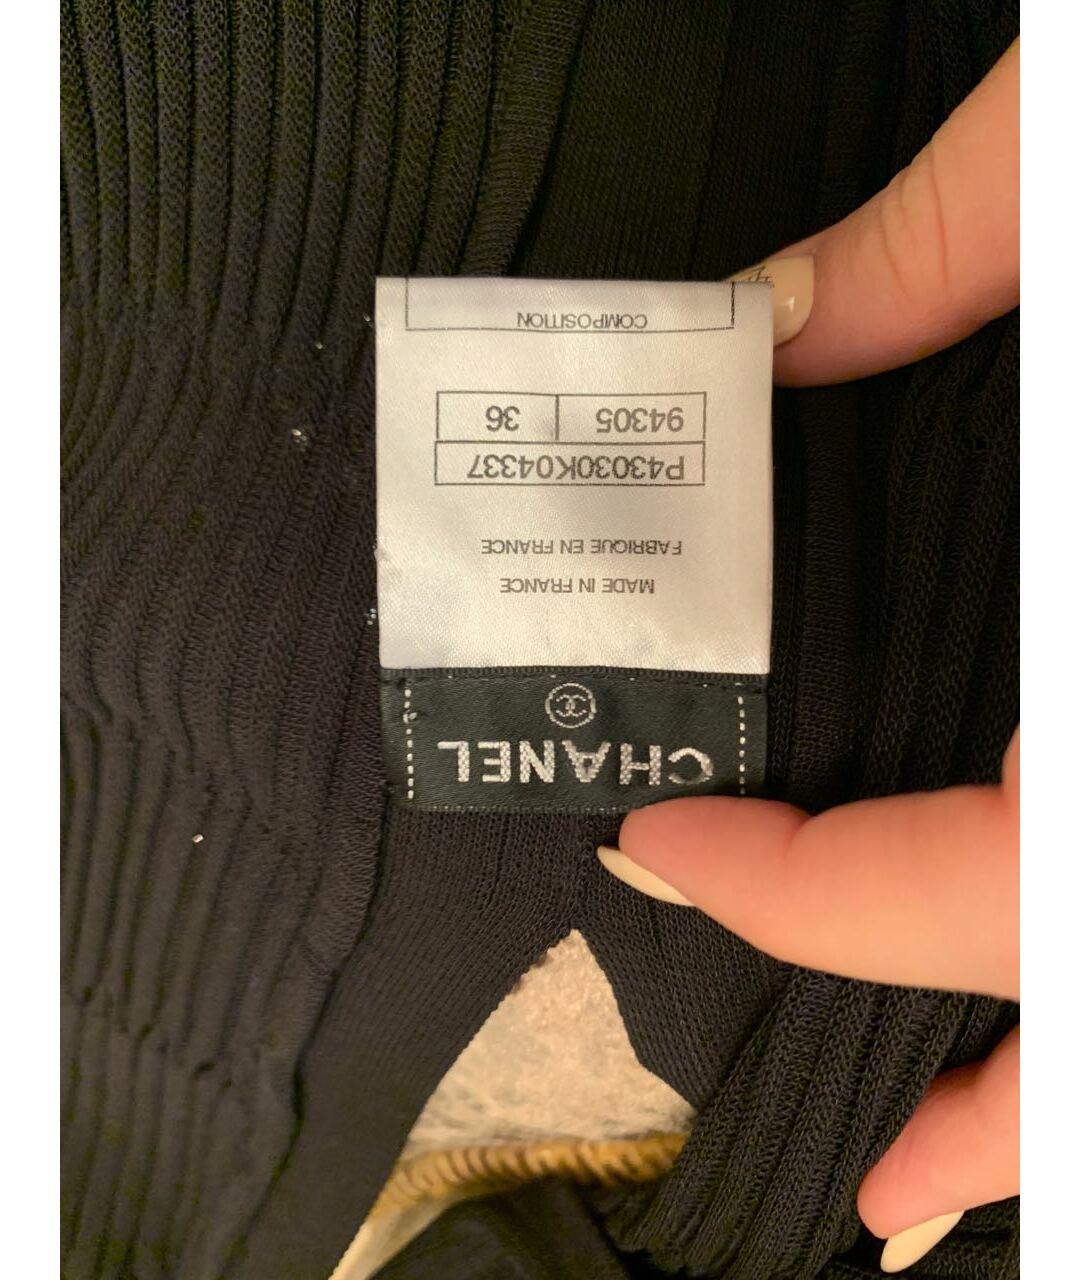 CHANEL
MADE IN FRANCE
FABRIQUE EN FRANCE
P43030K04337
94305 36
COMPOSITION